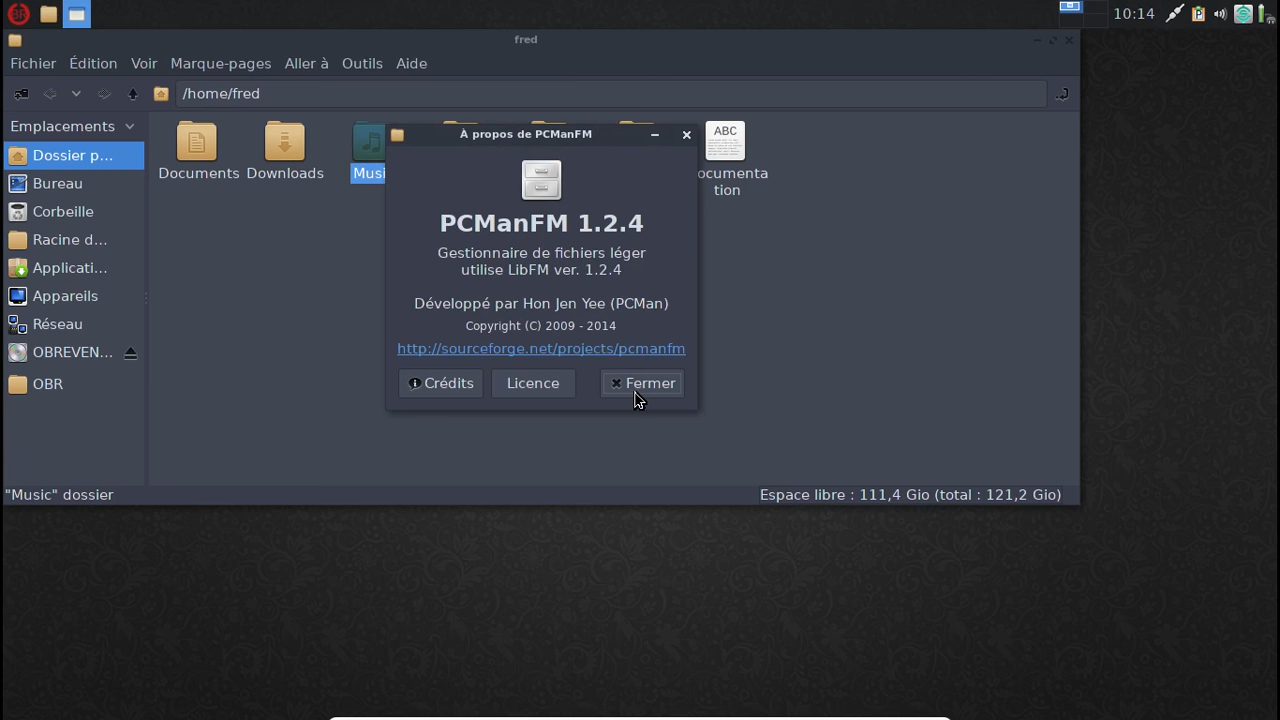 10:14
fred
Fichier Édition Voir Marque-pages Aller à Outils Aide
/home/fred
Emplacements
Dossier p...
Bureau
Corbeille
Racine d...
Applicati...
Appareils
Réseau
OBREVEN...
OBR
Documents Downloads Musi
ABC
ocumenta
tion
À propos de PCManFM
PCManFM 1.2.4
Gestionnaire de fichiers léger
utilise LibFM ver. 1.2.4
Développé par Hon Jen Yee (PCMan)
Copyright (C) 2009 - 2014
http://sourceforge.net/projects/pcmanfm
Crédits Licence Fermer
"Music" dossier Espace libre : 111,4 Gio (total : 121,2 Gio)